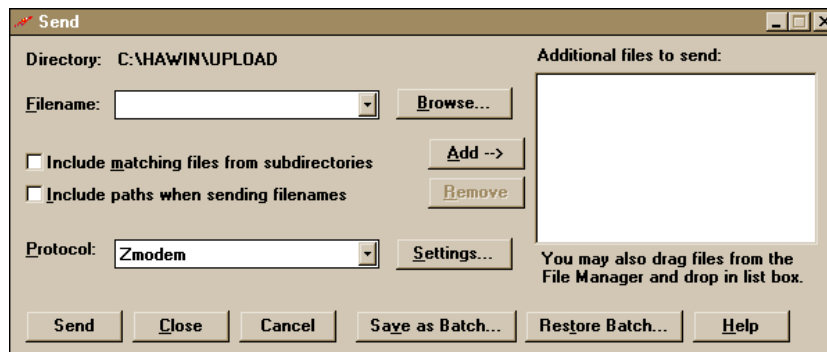 Send
Directory: C:\HAWIN\UPLOAD
Filename:
Browse...
Include matching files from subdirectories
Include paths when sending filenames
Add -->
Remove
Protocol:
Zmodem
Settings...
Additional files to send:
You may also drag files from the
File Manager and drop in list box.
Send
Close
Cancel
Save as Batch...
Restore Batch...
Help